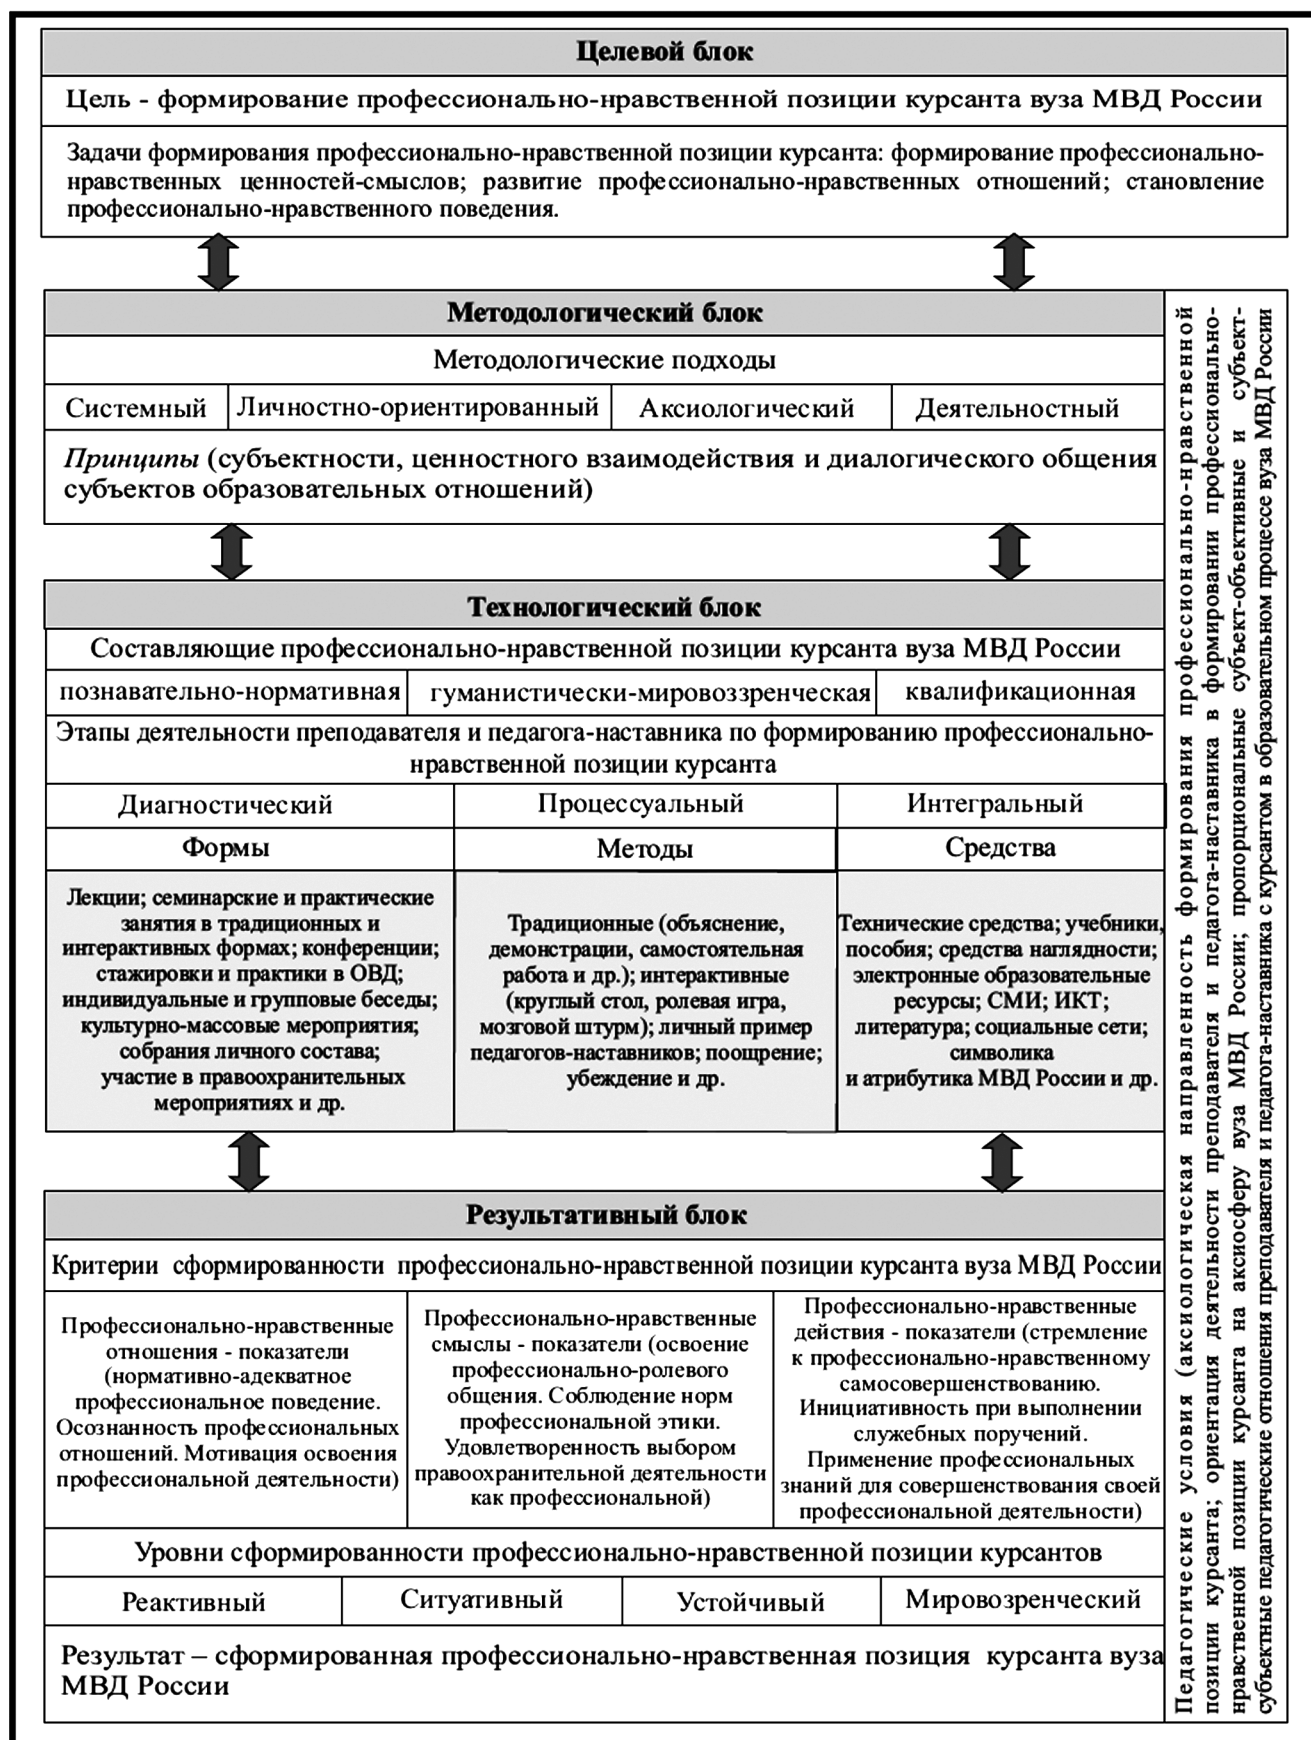 Целевой блок
Цель - формирование профессионально-нравственной позиции курсанта вуза МВД России
Задачи формирования профессионально-нравственной позиции курсанта: формирование профессионально-
нравственных ценностей-смыслов; развитие профессионально-нравственных отношений; становление
профессионально-нравственного поведения.
Методологический блок
Методологические подходы
Системный
Личностно-ориентированный
Аксиологический
Деятельностный
Принципы (субъектности, ценностного взаимодействия и диалогического общения
субъектов образовательных отношений)
Технологический блок
Составляющие профессионально-нравственной позиции курсанта вуза МВД России
познавательно-нормативная
гуманистически-мировоззренческая
квалификационная
Этапы деятельности преподавателя и педагога-наставника по формированию профессионально-
нравственной позиции курсанта
Диагностический
Процессуальный
Интегральный
Формы
Методы
Средства
Лекции; семинарские и практические
занятия в традиционных и
интерактивных формах; конференции;
стажировки и практики в ОВД;
индивидуальные и групповые беседы;
культурно-массовые мероприятия;
собрания личного состава;
участие в правоохранительных
мероприятиях и др.
Традиционные (объяснение,
демонстрации, самостоятельная
работа и др.); интерактивные
(круглый стол, ролевая игра,
мозговой штурм); личный пример
педагогов-наставников; поощрение;
убеждение и др.
Технические средства; учебники,
пособия; средства наглядности;
электронные образовательные
ресурсы; СМИ; ИКТ;
литература; социальные сети;
символика
и атрибутика МВД России и др.
Результативный блок
Критерии сформированности профессионально-нравственной позиции курсанта вуза МВД России
Профессионально-нравственные
отношения - показатели
(нормативно-адекватное
профессиональное поведение.
Осознанность профессиональных
отношений. Мотивация освоения
профессиональной деятельности)
Профессионально-нравственные
смыслы - показатели (освоение
профессионально-ролевого
общения. Соблюдение норм
профессиональной этики.
Удовлетворенность выбором
правоохранительной деятельности
как профессиональной)
Профессионально-нравственные
действия - показатели (стремление
к профессионально-нравственному
самосовершенствованию.
Инициативность при выполнении
служебных поручений.
Применение профессиональных
знаний для совершенствования своей
профессиональной деятельности)
Уровни сформированности профессионально-нравственной позиции курсантов
Реактивный
Ситуативный
Устойчивый
Мировозренческий
Результат – сформированная профессионально-нравственная позиция курсанта вуза
МВД России
Педагогические условия (аксиологическая направленность формирования профессионально-нравственной
позиции курсанта; ориентация деятельности преподавателя и педагога-наставника в формировании профессионально-
нравственной позиции курсанта на аксиосферу вуза МВД России; пропорциональные субъект-объективные и субъект-
субъектные педагогические отношения преподавателя и педагога-наставника с курсантом в образовательном процессе вуза МВД России